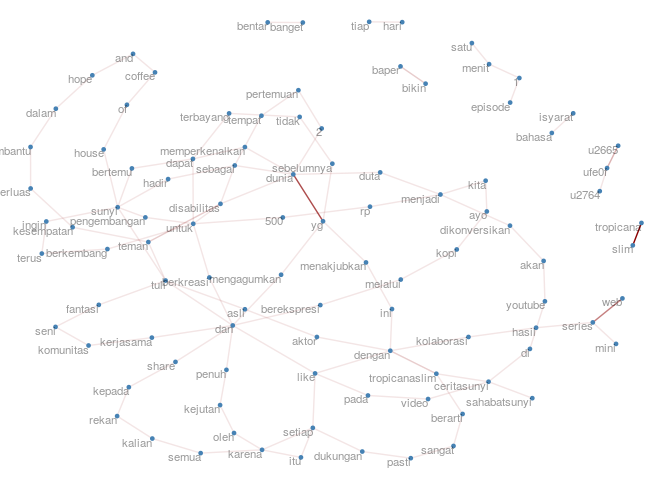 bental banget
tiap hari
satu
and
menit
hope coffee
baper
1
bikin
pertemuan
episode
dalam of
terbayang tempat tidak isyarat
2 bahasa
nbantu house memperkenalkan u2665
dapat
bertemu sebagai sebelumnya ufe0f
dunia duta
hadir kita
erluas u2764
disabilitas menjadi
sunyi rp
ingin pengembangan 500 ayo
kesempatan untuk yg dikonversikan tropicana
teman
terus berkembang kopi slim
menakjubkan akan
tuli berkreasi mengagumkan melalui
fantasi asli berekspresi ini youtube web
seni dan hasil series
komunitas kerjasama aktor kolaborasi
dengan di mini
share
penuh like tropicanaslim
kepada ceritasunyi
pada video sahabatsunyi
rekan kejutan berarti
kalian oleh setiap
semua karena sangat
itu dukungan pasti